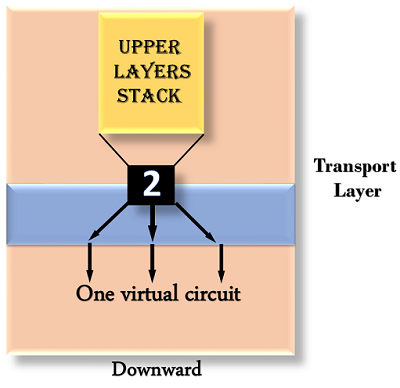 UPPER
LAYERS
STACK
2
Transport
Layer
One virtual circuit
Downward